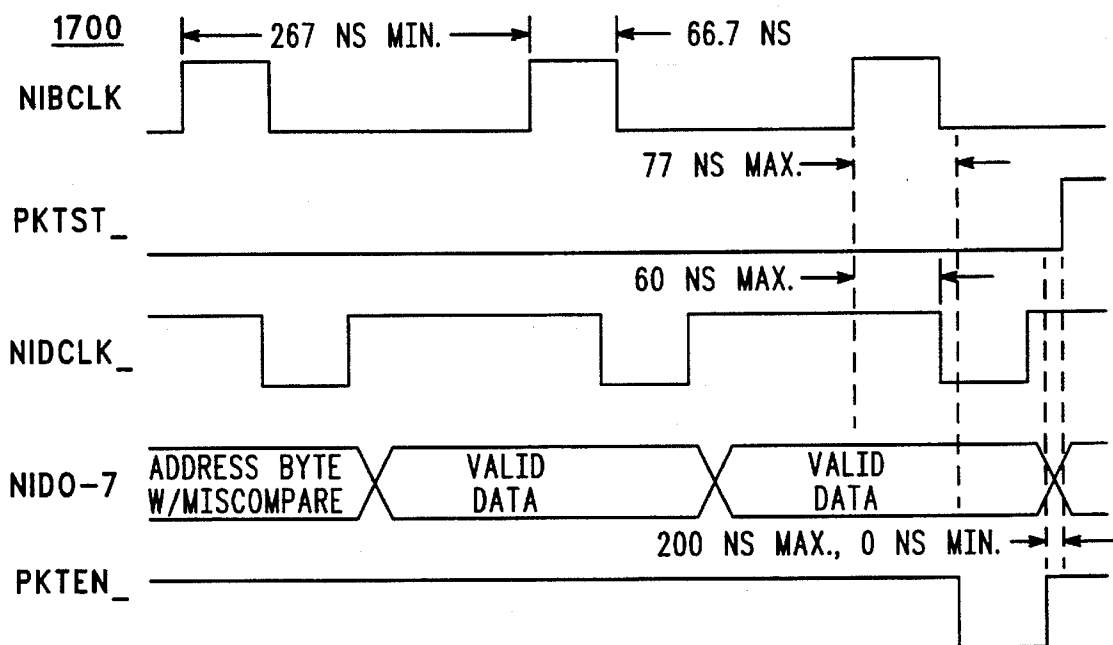 1700
267 NS MIN. 66.7 NS
NIBCLK
77 NS MAX.
PKTST_
60 NS MAX.
NIDCLK_
ADDRESS BYTE
W/MISCOMPARE
VALID
DATA
VALID
DATA
NIDO-7
200 NS MAX., 0 NS MIN.
PKTEN_